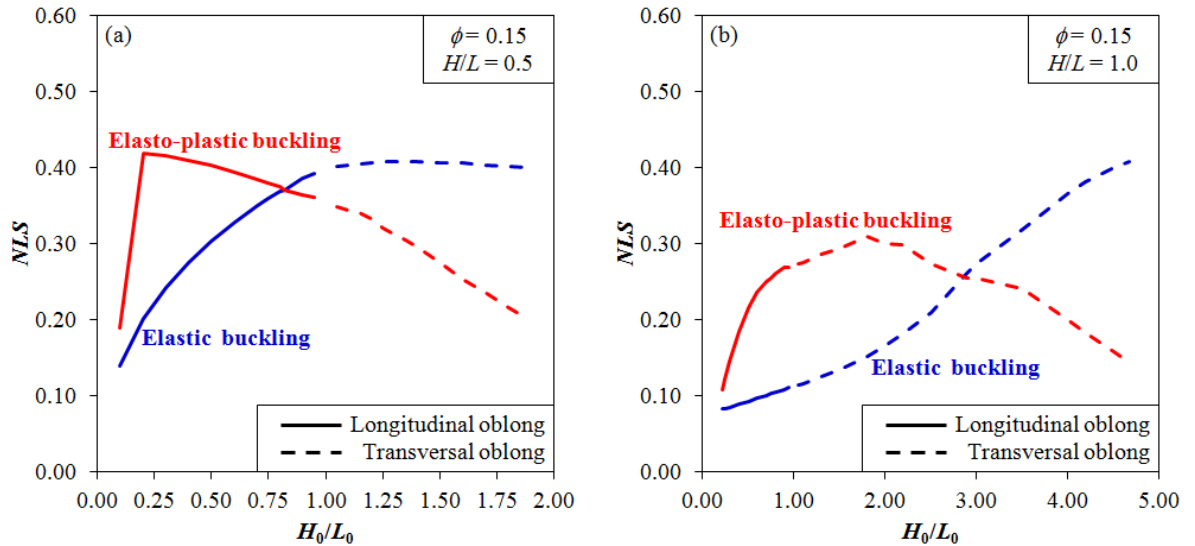 (a)
ϕ = 0.15
H/L = 0.5
0.60
0.50
0.40
0.30
0.20
0.10
0.00
NLS
Elasto-plastic buckling
Elastic buckling
Longitudinal oblong
Transversal oblong
0.00 0.25 0.50 0.75 1.00 1.25 1.50 1.75 2.00
H₀/L₀
(b)
ϕ = 0.15
H/L = 1.0
0.60
0.50
0.40
0.30
0.20
0.10
0.00
NLS
Elasto-plastic buckling
Elastic buckling
Longitudinal oblong
Transversal oblong
0.00 1.00 2.00 3.00 4.00 5.00
H₀/L₀